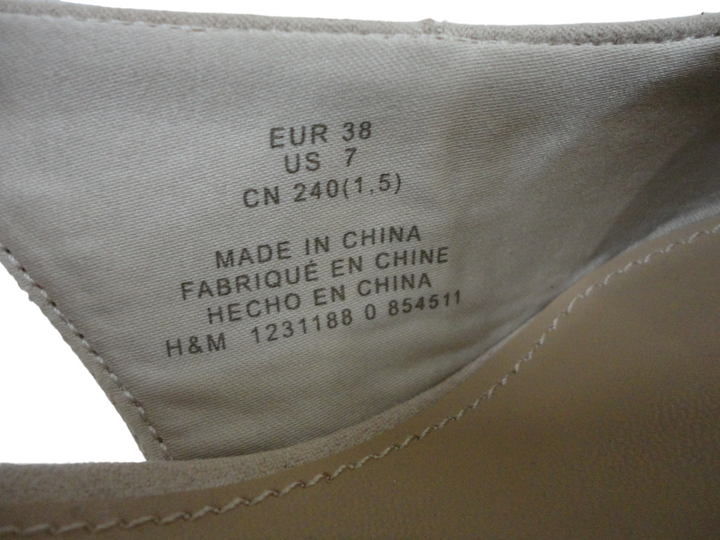 EUR 38
US 7
CN 240(1,5)
MADE IN CHINA
FABRIQUÉ EN CHINE
HECHO EN CHINA
H&M 1231188 0 854511